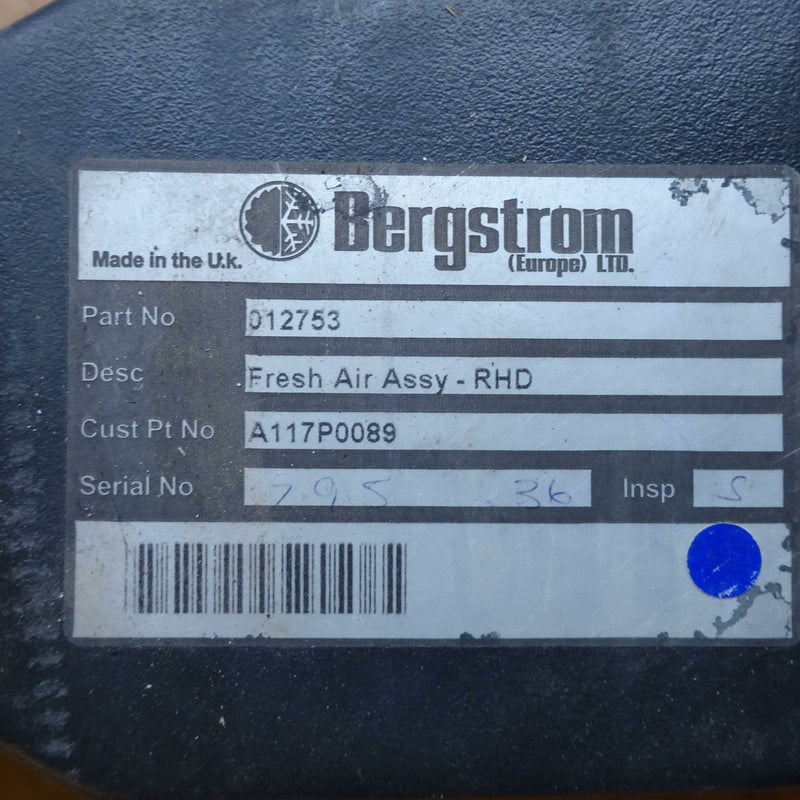 Bergstrom
(Europe) LTD.
Made in the U.k.
Part No 012753
Desc Fresh Air Assy - RHD
Cust Pt No A117P0089
Serial No 795 36 Insp S